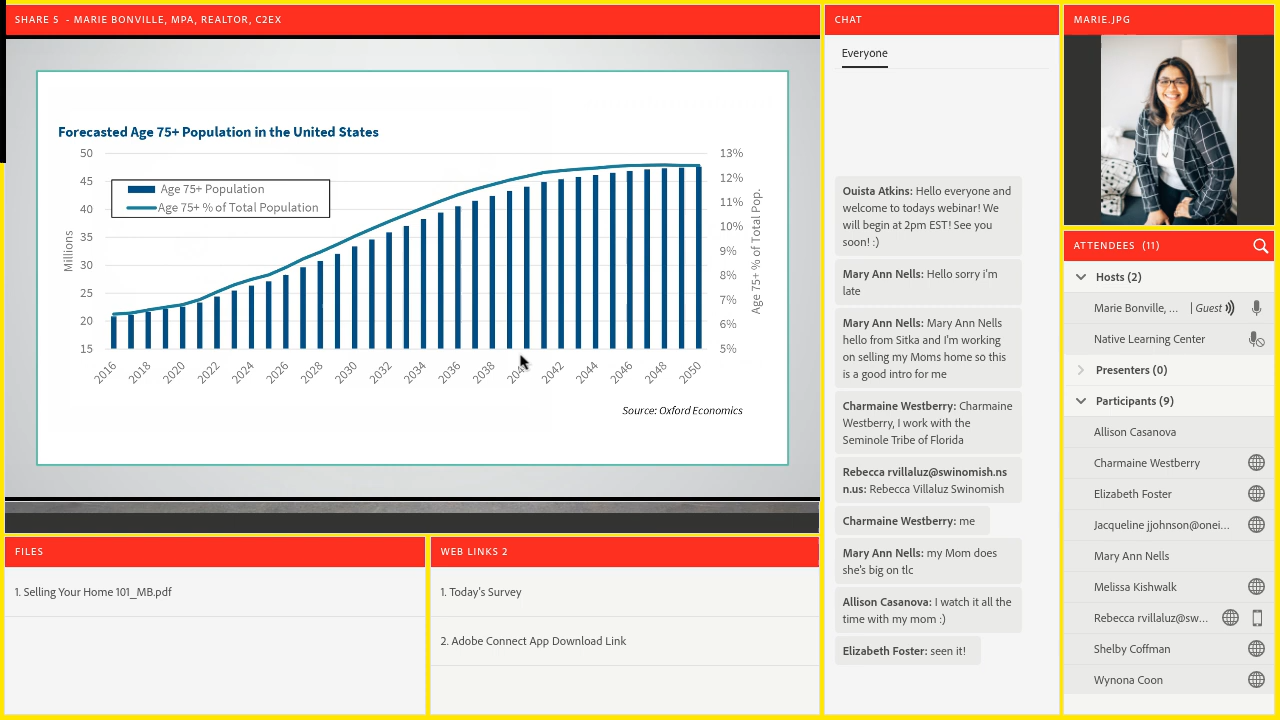 SHARE 5 - MARIE BONVILLE, MPA, REALTOR, C2EX
Forecasted Age 75+ Population in the United States
50
45
40
35
30
25
20
15
Millions
Age 75+ Population
Age 75+ % of Total Population
13%
12%
11%
10%
9%
8%
7%
6%
5%
Age 75+ % of Total Pop.
2016
2018
2020
2022
2024
2026
2028
2030
2032
2034
2036
2038
2042
2044
2046
2048
2050
Source: Oxford Economics
FILES
1. Selling Your Home 101_MB.pdf
WEB LINKS 2
1. Today's Survey
2. Adobe Connect App Download Link
CHAT
Everyone
Ouista Atkins: Hello everyone and
welcome to todays webinar! We
will begin at 2pm EST! See you
soon! :)
Mary Ann Nells: Hello sorry i'm
late
Mary Ann Nells: Mary Ann Nells
hello from Sitka and I'm working
on selling my Moms home so this
is a good intro for me
Charmaine Westberry: Charmaine
Westberry, I work with the
Seminole Tribe of Florida
Rebecca rvillaluz@swinomish.ns
n.us: Rebecca Villaluz Swinomish
Charmaine Westberry: me
Mary Ann Nells: my Mom does
she's big on tlc
Allison Casanova: I watch it all the
time with my mom :)
Elizabeth Foster: seen it!
MARIE.JPG
ATTENDEES (11)
Hosts (2)
Marie Bonville, ... | Guest
Native Learning Center
Presenters (0)
Participants (9)
Allison Casanova
Charmaine Westberry
Elizabeth Foster
Jacqueline jjohnson@onei...
Mary Ann Nells
Melissa Kishwalk
Rebecca rvillaluz@sw...
Shelby Coffman
Wynona Coon